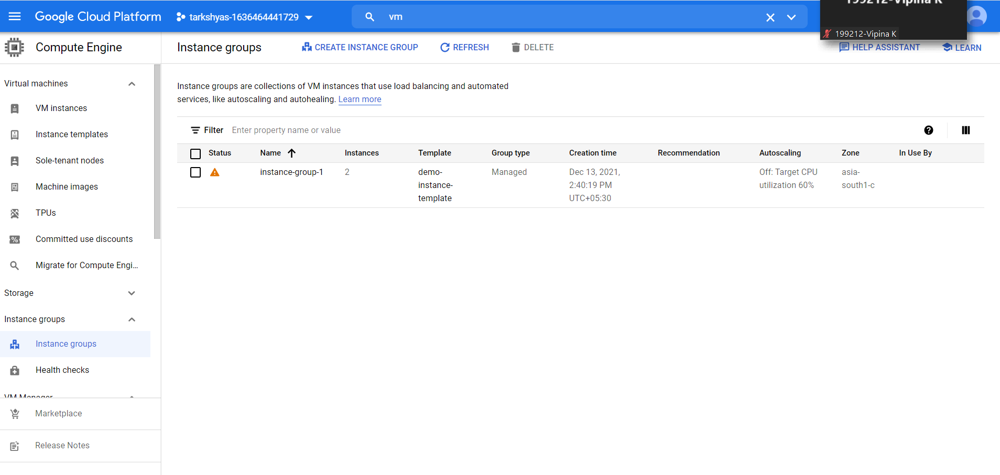 Google Cloud Platform
tarkshyas-1636464441729
vm
199212-Vipina K
199212-Vipina K
Compute Engine
Instance groups
CREATE INSTANCE GROUP
REFRESH
DELETE
HELP ASSISTANT
LEARN
Virtual machines
VM instances
Instance templates
Sole-tenant nodes
Machine images
TPUs
Committed use discounts
Migrate for Compute Engi...
Storage
Instance groups
Instance groups
Health checks
VM Manager
Marketplace
Release Notes
Instance groups are collections of VM instances that use load balancing and automated
services, like autoscaling and autohealing. Learn more
Filter Enter property name or value
Status Name Instances Template Group type Creation time Recommendation Autoscaling Zone In Use By
instance-group-1 2 demo- Managed Dec 13, 2021, Off: Target CPU asia-
instance- 2:40:19 PM utilization 60% south1-c
template UTC+05:30